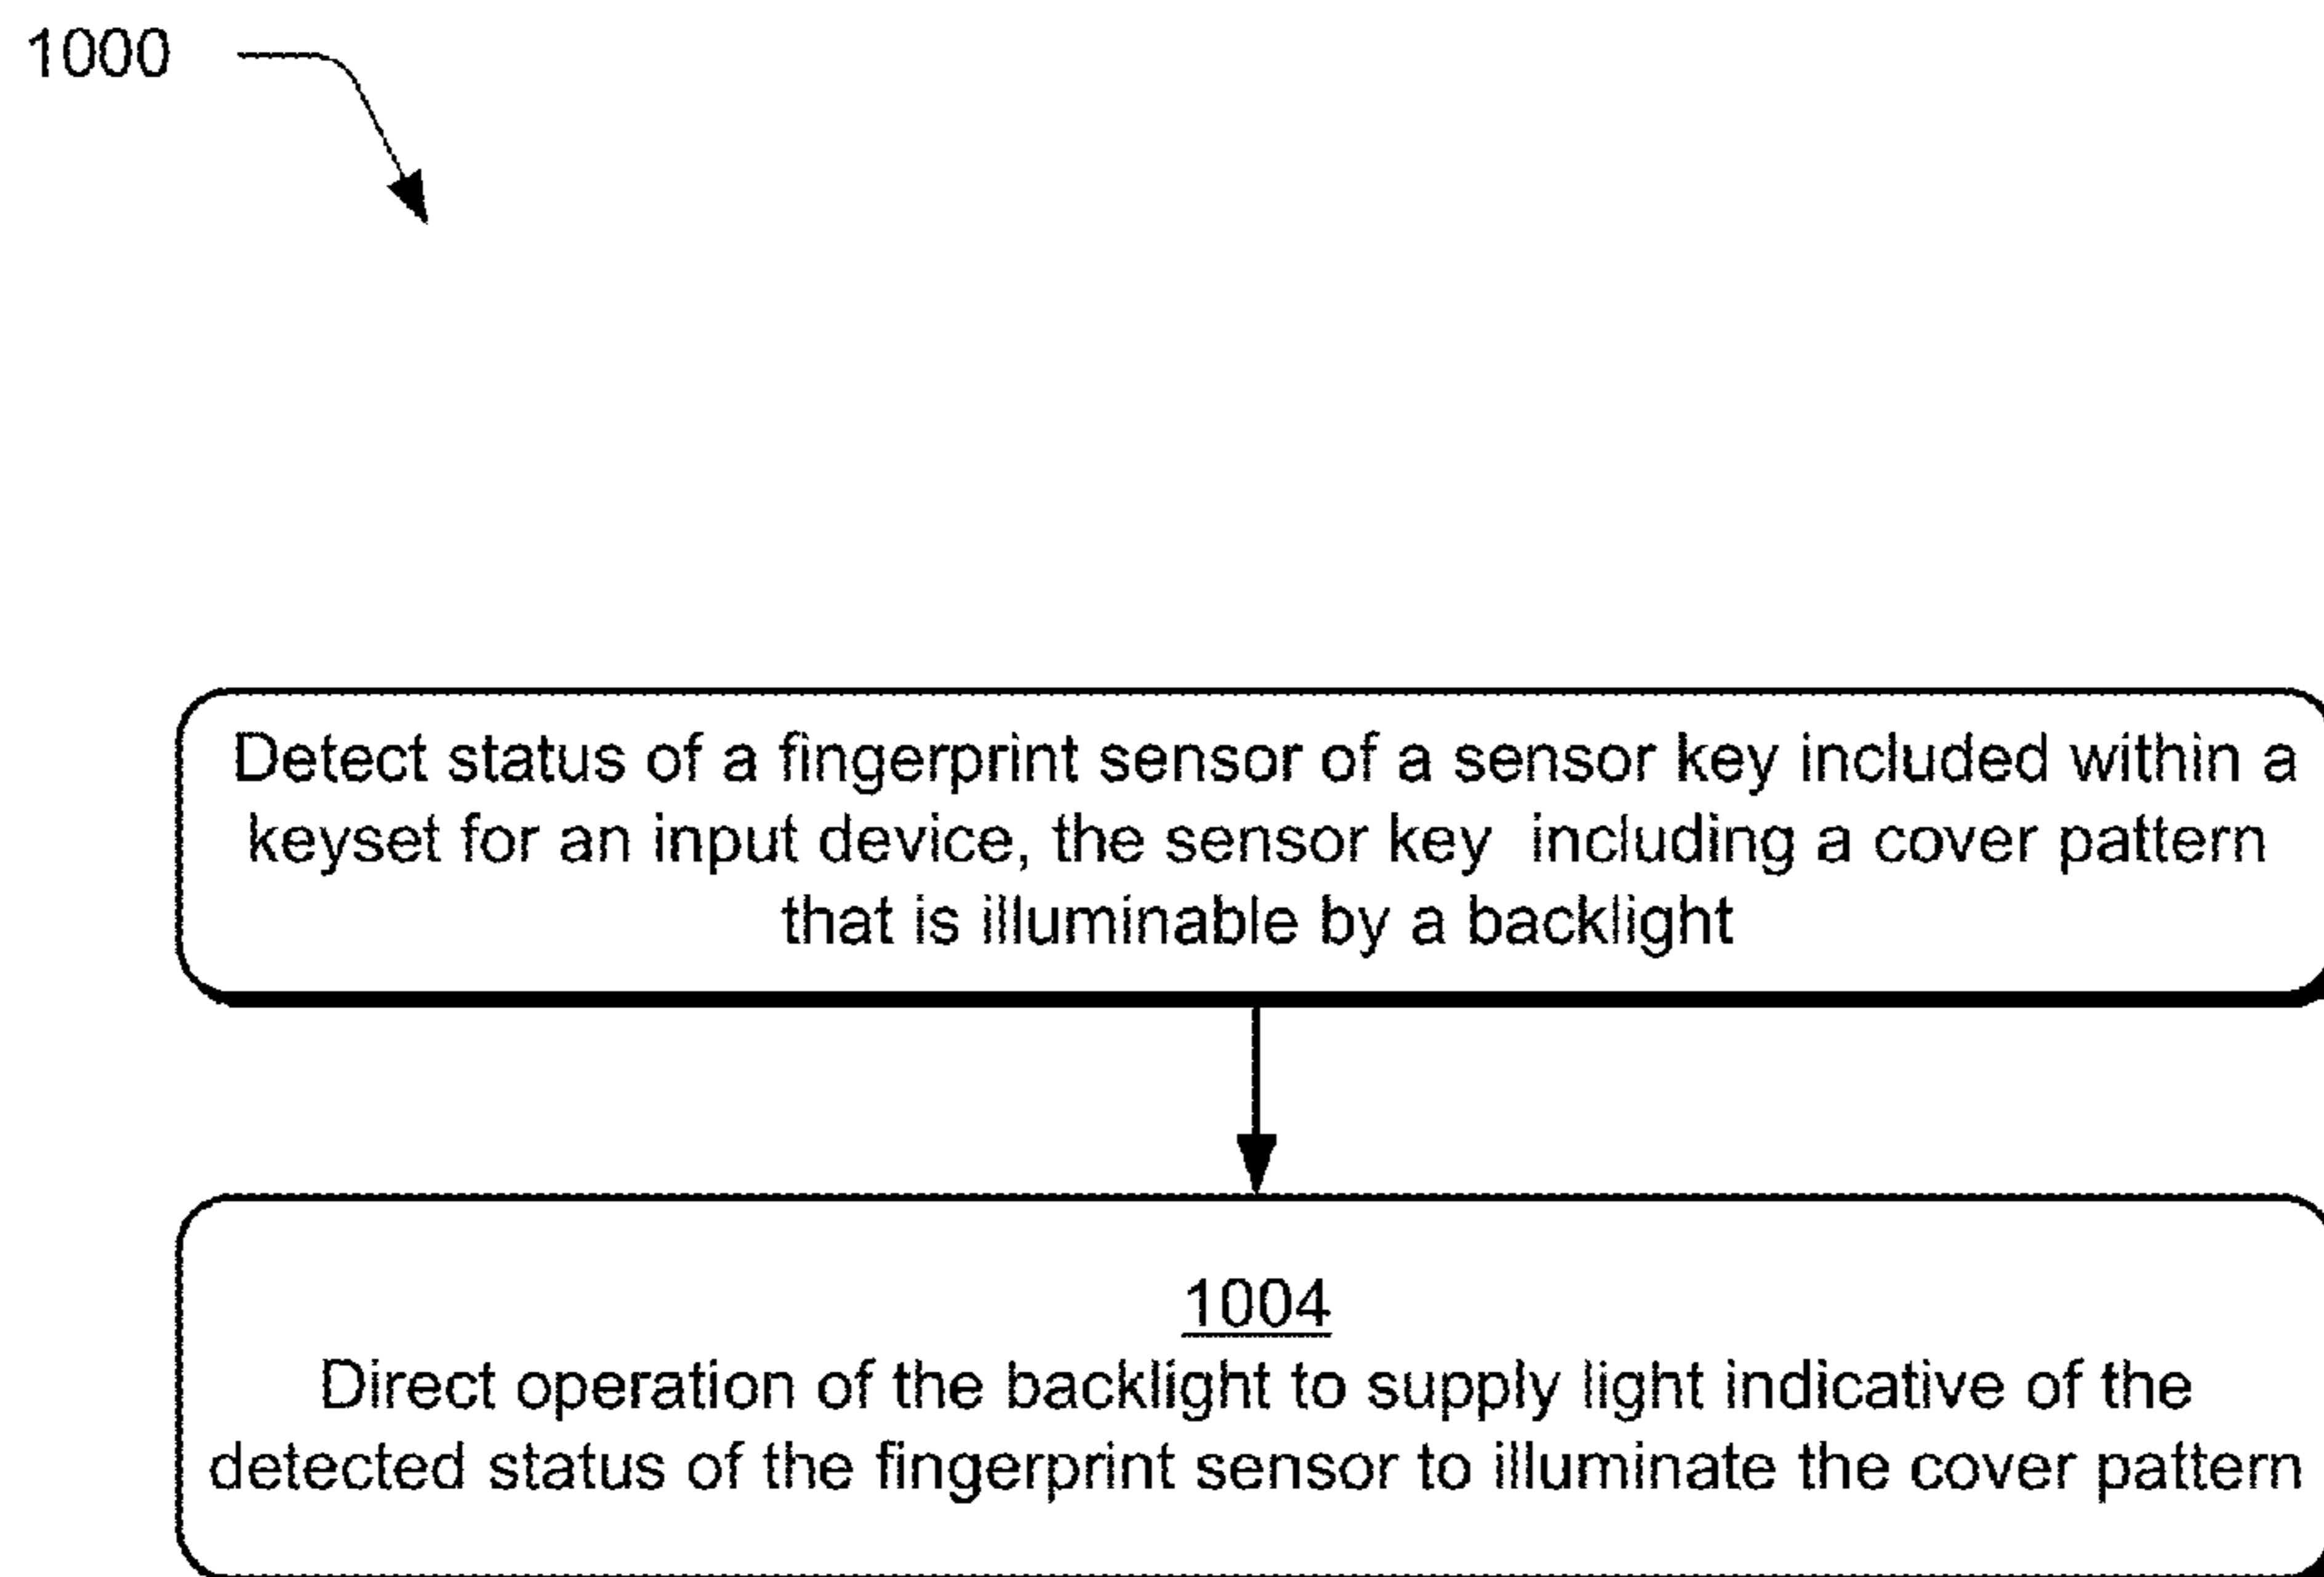 1000
Detect status of a fingerprint sensor of a sensor key included within a
keyset for an input device, the sensor key including a cover pattern
that is illuminable by a backlight
1004
Direct operation of the backlight to supply light indicative of the
detected status of the fingerprint sensor to illuminate the cover pattern